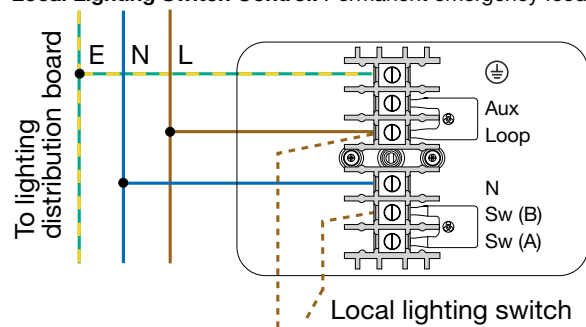 Local Lighting Switch Control: Permanent emergency feed
E N L
To lighting
distribution board
Aux
Loop
N
Sw (B)
Sw (A)
Local lighting switch